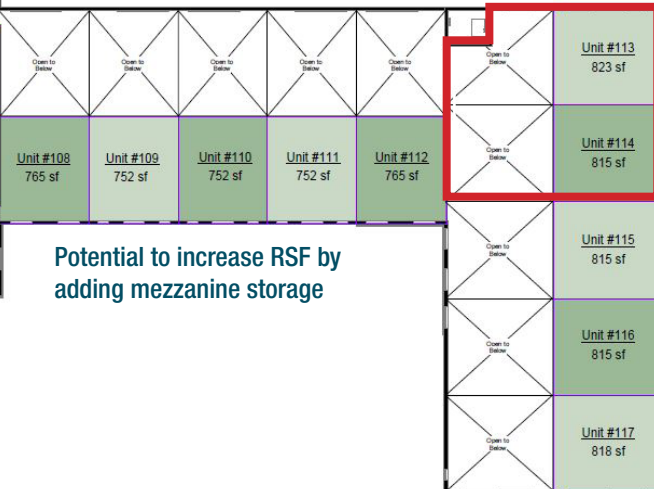 Open to
Below
Open to
Below
Open to
Below
Open to
Below
Open to
Below
Open to
Below
Unit #113
823 sf
Open to
Below
Unit #114
815 sf
Unit #108
765 sf
Unit #109
752 sf
Unit #110
752 sf
Unit #111
752 sf
Unit #112
765 sf
Potential to increase RSF by
adding mezzanine storage
Open to
Below
Unit #115
815 sf
Open to
Below
Unit #116
815 sf
Open to
Below
Unit #117
818 sf